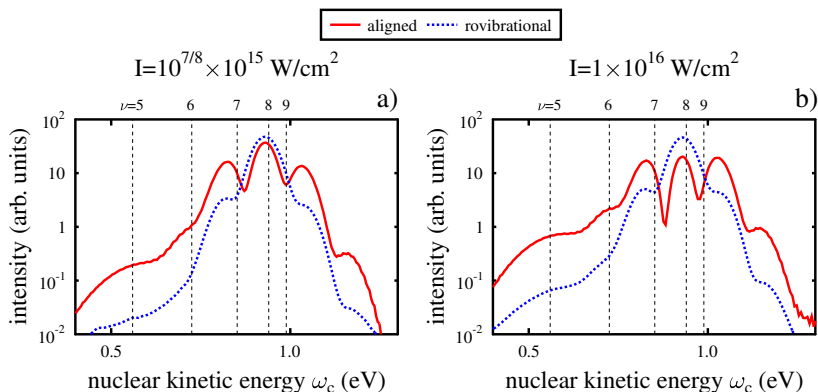 aligned rovibrational
I=10^{7/8}×10^{15} W/cm^2
I=1×10^{16} W/cm^2
ν=5 6 7 8 9 a)
ν=5 6 7 8 9 b)
intensity (arb. units)
10^2
10
1
10^{-1}
10^{-2}
0.5 1.0
nuclear kinetic energy ω_c (eV)
intensity (arb. units)
10^2
10
1
10^{-1}
10^{-2}
0.5 1.0
nuclear kinetic energy ω_c (eV)